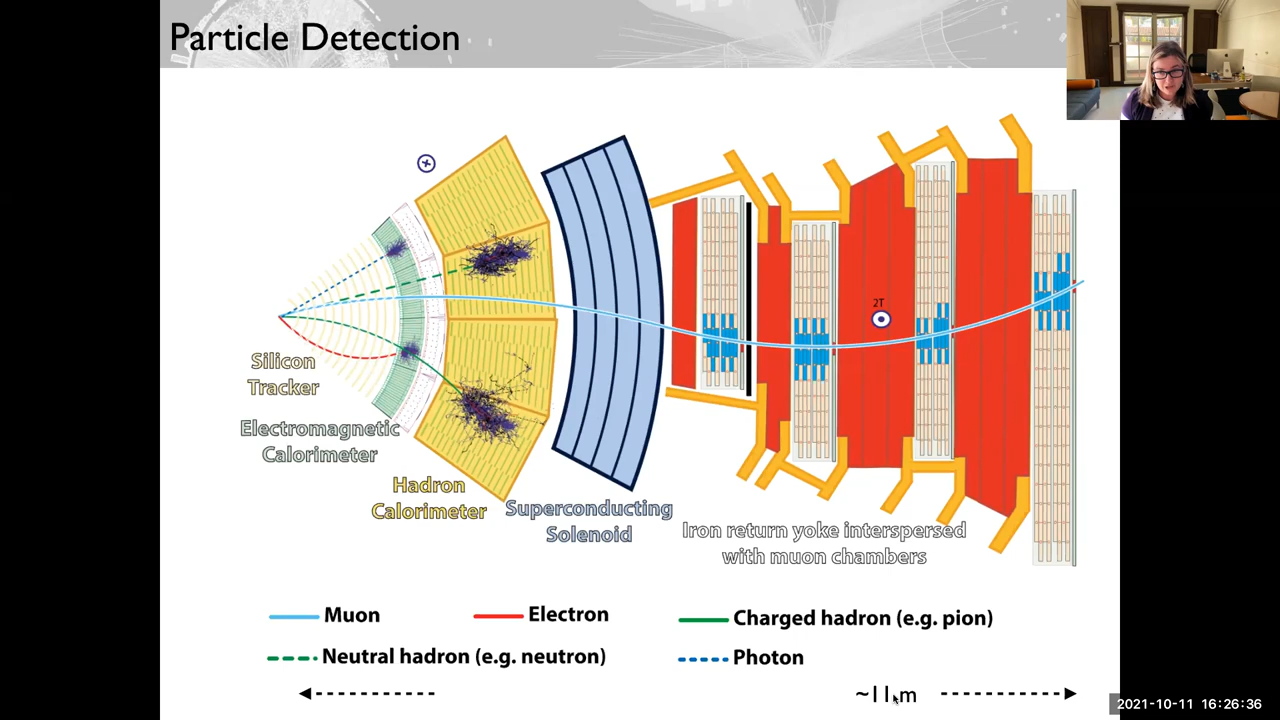 Particle Detection
2T
Silicon
Tracker
Electromagnetic
Calorimeter
Hadron
Calorimeter
Superconducting
Solenoid
Iron return yoke interspersed
with muon chambers
Muon
Electron
Charged hadron (e.g. pion)
Neutral hadron (e.g. neutron)
Photon
~11m
2021-10-11 16:26:36